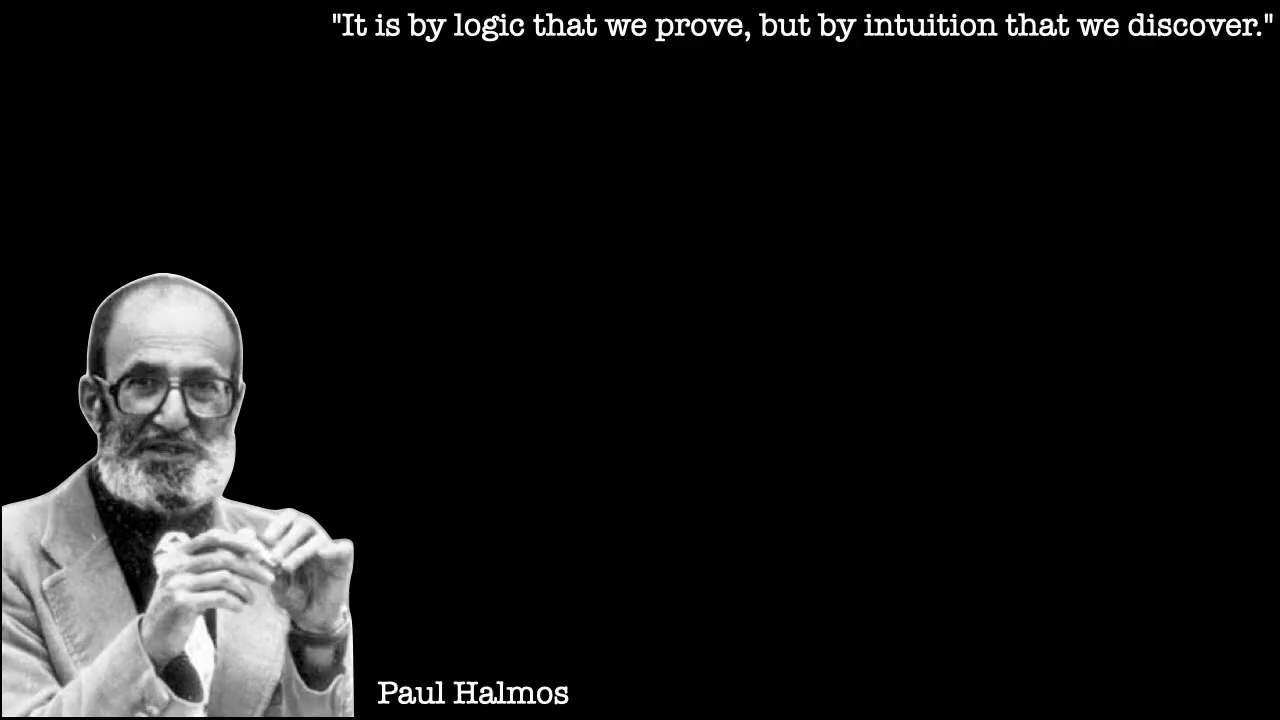 "It is by logic that we prove, but by intuition that we discover."
Paul Halmos